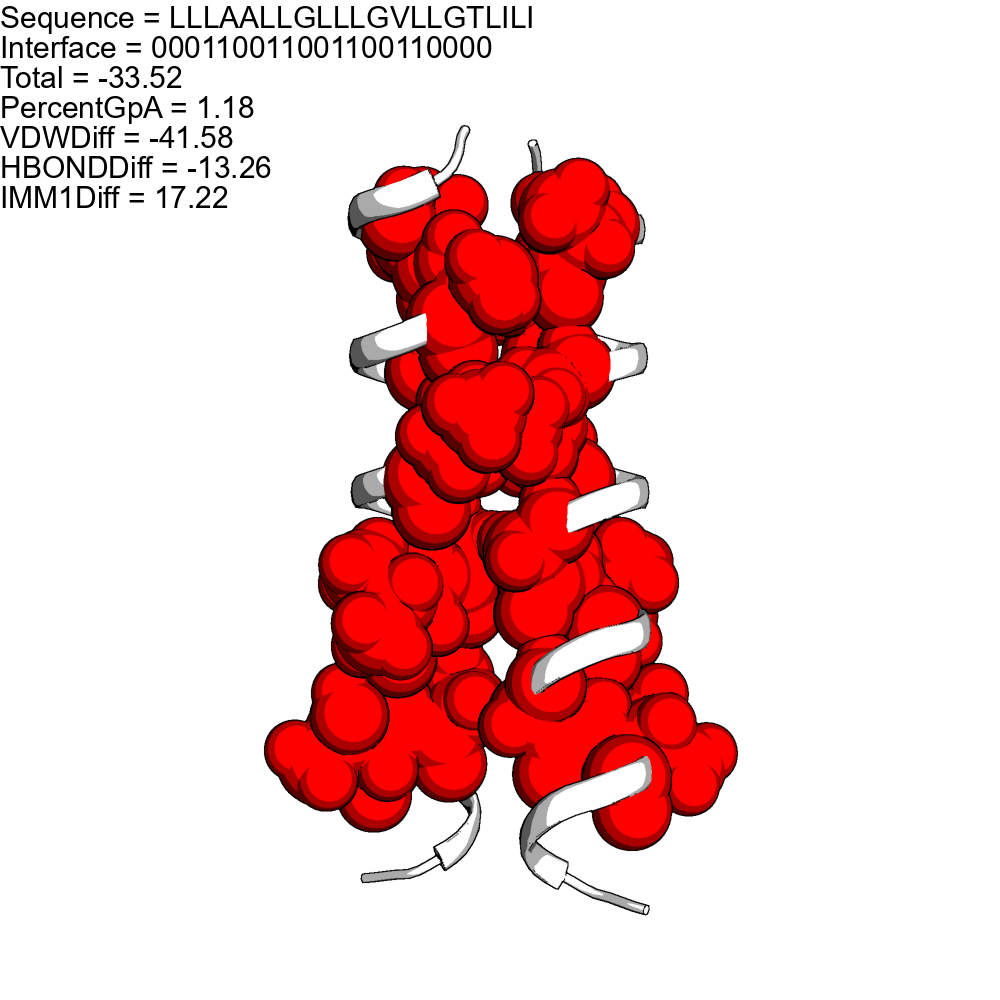 Sequence = LLLAALLGLLLGVLLGTLILI
Interface = 000110011001100110000
Total = -33.52
PercentGpA = 1.18
VDWDiff = -41.58
HBONDDiff = -13.26
IMM1Diff = 17.22